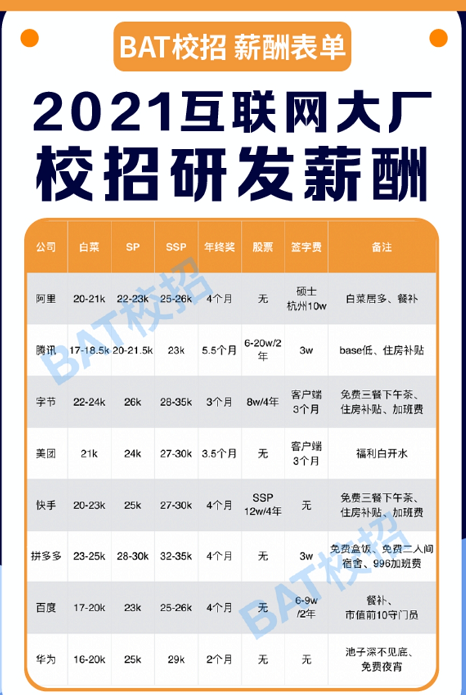 BAT校招 薪酬表单
2021互联网大厂
校招研发薪酬
公司 白菜 SP SSP 年终奖 股票 签字费 备注
阿里 20-21k 22-23k 25-26k 4个月 无 硕士 杭州10w 白菜居多、餐补
腾讯 17-18.5k 20-21.5k 23k 5.5个月 6-20w/2年 3w base低、住房补贴
字节 22-24k 26k 28-35k 3个月 8w/4年 客户端 3个月 免费三餐下午茶、住房补贴、加班费
美团 21k 24k 27-30k 3.5个月 无 客户端 3个月 福利白开水
快手 20-23k 25k 27-30k 4个月 SSP 12w/4年 无 免费三餐下午茶、住房补贴、加班费
拼多多 23-25k 28-30k 32-35k 4个月 无 3w 免费盒饭、免费二人间宿舍、996加班费
百度 17-20k 23k 25-26k 4个月 无 6-9w /2年 餐补、市值前10守门员
华为 16-20k 25k 29k 2个月 无 无 池子深不见底、免费夜宵
BAT校招
BAT校招